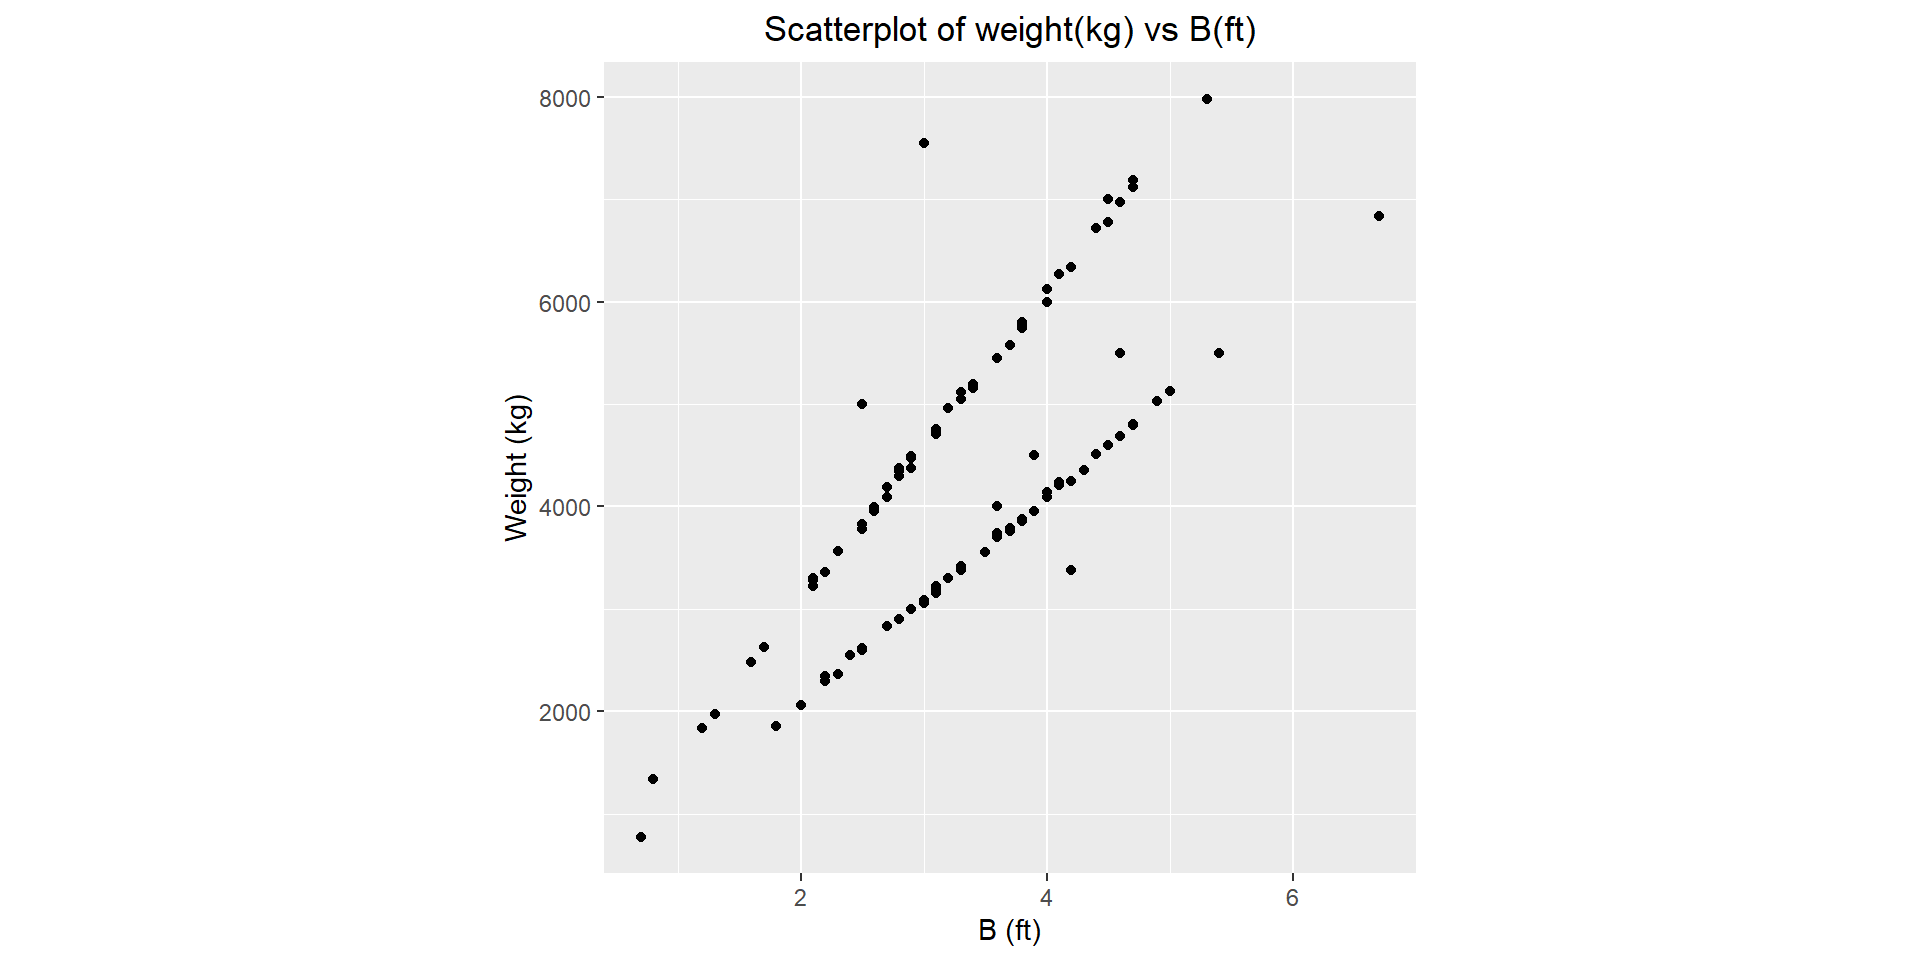 Scatterplot of weight(kg) vs B(ft)
8000
6000
4000
2000
Weight (kg)
2 4 6
B (ft)